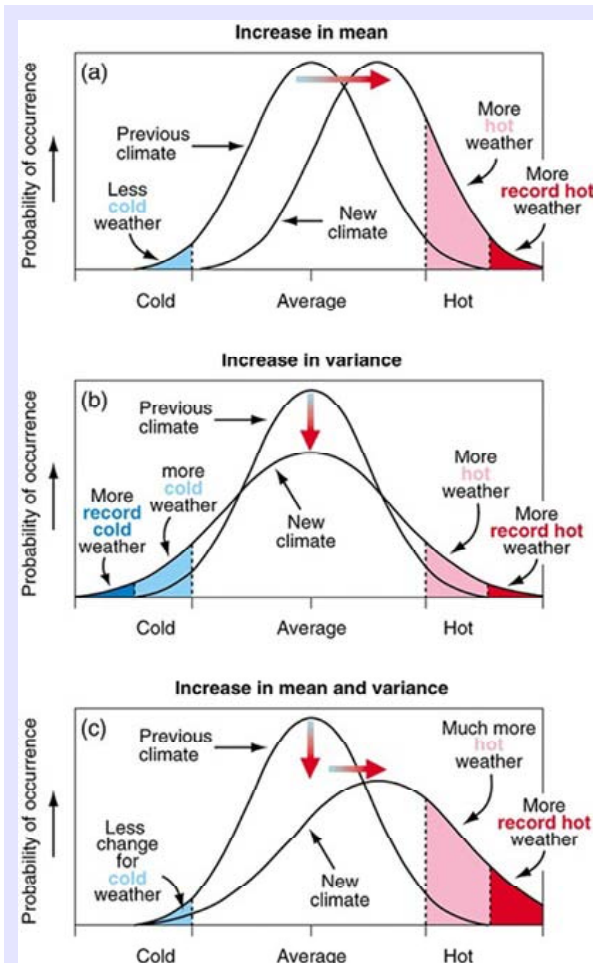 Increase in mean
(a)
Probability of occurrence
Previous
climate
Less
cold
weather
New
climate
More
hot
weather
More
record hot
weather
Cold
Average
Hot
Increase in variance
(b)
Probability of occurrence
Previous
climate
More
record
cold
weather
more
cold
weather
New
climate
More
hot
weather
More
record hot
weather
Cold
Average
Hot
Increase in mean and variance
(c)
Probability of occurrence
Previous
climate
Less
change
for
cold
weather
New
climate
Much more
hot
weather
More
record hot
weather
Cold
Average
Hot